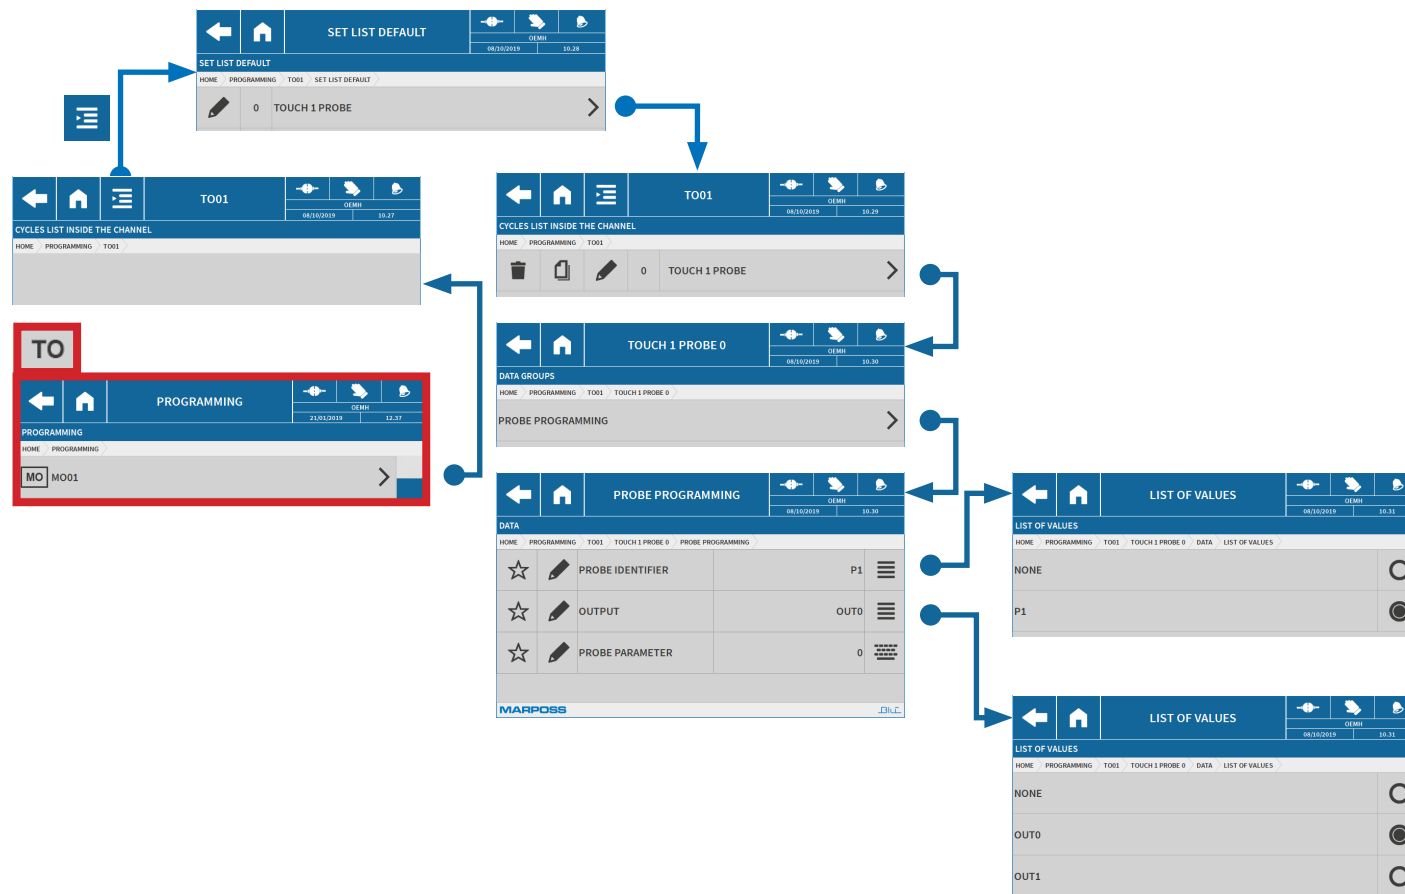 SET LIST DEFAULT
OEMH
08/10/2019 10.28
SET LIST DEFAULT
HOME PROGRAMMING TO01 SET LIST DEFAULT
0 TOUCH 1 PROBE
TO01
OEMH
08/10/2019 10.27
CYCLES LIST INSIDE THE CHANNEL
HOME PROGRAMMING TO01
TO
PROGRAMMING
OEMH
21/01/2019 12.37
PROGRAMMING
HOME PROGRAMMING
MO MO01
TO01
OEMH
08/10/2019 10.29
CYCLES LIST INSIDE THE CHANNEL
HOME PROGRAMMING TO01
0 TOUCH 1 PROBE
TOUCH 1 PROBE 0
OEMH
08/10/2019 10.30
DATA GROUPS
HOME PROGRAMMING TO01 TOUCH 1 PROBE 0
PROBE PROGRAMMING
PROBE PROGRAMMING
OEMH
08/10/2019 10.30
DATA
HOME PROGRAMMING TO01 TOUCH 1 PROBE 0 PROBE PROGRAMMING
PROBE IDENTIFIER P1
OUTPUT OUT0
PROBE PARAMETER 0
MARPOSS BLÚ
LIST OF VALUES
OEMH
08/10/2019 10.31
LIST OF VALUES
HOME PROGRAMMING TO01 TOUCH 1 PROBE 0 DATA LIST OF VALUES
NONE
P1
LIST OF VALUES
OEMH
08/10/2019 10.31
LIST OF VALUES
HOME PROGRAMMING TO01 TOUCH 1 PROBE 0 DATA LIST OF VALUES
NONE
OUT0
OUT1